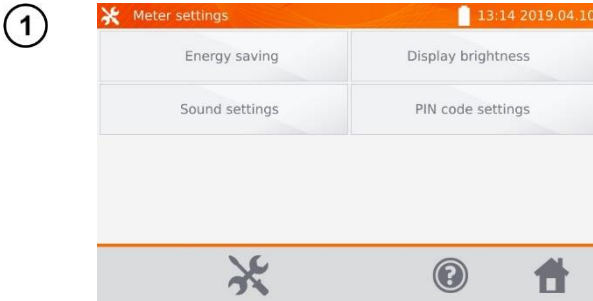 1
Meter settings 13:14 2019.04.10
Energy saving Display brightness
Sound settings PIN code settings
?